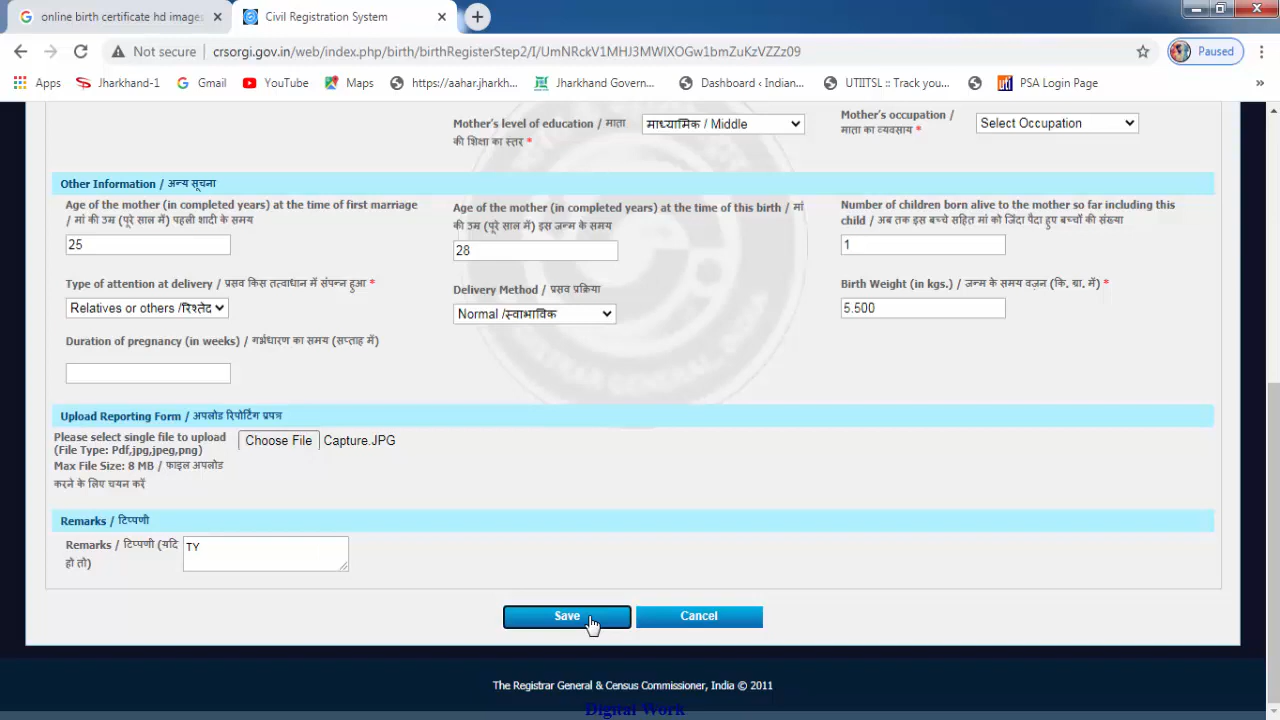 online birth certificate hd images
Civil Registration System
Not secure
crsorgi.gov.in/web/index.php/birth/birthRegisterStep2/I/UmNRckV1MHJ3MWlXOGw1bmZuKzVZZz09
Paused
Apps
Jharkhand-1
Gmail
YouTube
Maps
https://aahar.jharkh...
Jharkhand Govern...
Dashboard ‹ Indian...
UTIITSL :: Track you...
PSA Login Page
»
Mother's level of education / माता
की शिक्षा का स्तर *
माध्यामिक / Middle
Mother's occupation /
माता का व्यवसाय *
Select Occupation
Other Information / अन्य सूचना
Age of the mother (in completed years) at the time of first marriage
/ मां की उम्र (पूरे साल में) पहली शादी के समय
25
Age of the mother (in completed years) at the time of this birth / मां
की उम्र (पूरे साल में) इस जन्म के समय
28
Number of children born alive to the mother so far including this
child / अब तक इस बच्चे सहित मां को जिंदा पैदा हुए बच्चों की संख्या
1
Type of attention at delivery / प्रसव किस तत्वाधान में संपन्न हुआ *
Relatives or others /रिश्तेद
Delivery Method / प्रसव प्रक्रिया
Normal /स्वाभाविक
Birth Weight (in kgs.) / जन्म के समय वज़न (कि. ग्रा. में) *
5.500
Duration of pregnancy (in weeks) / गर्भधारण का समय (सप्ताह में)
Upload Reporting Form / अपलोड रिपोर्टिंग प्रपत्र
Please select single file to upload
(File Type: Pdf,jpg,jpeg,png)
Max File Size: 8 MB / फाइल अपलोड
करने के लिए चयन करें
Choose File Capture.JPG
Remarks / टिप्पणी
Remarks / टिप्पणी (यदि
हो तो)
TY
Save
Cancel
The Registrar General & Census Commissioner, India © 2011
Digital Work